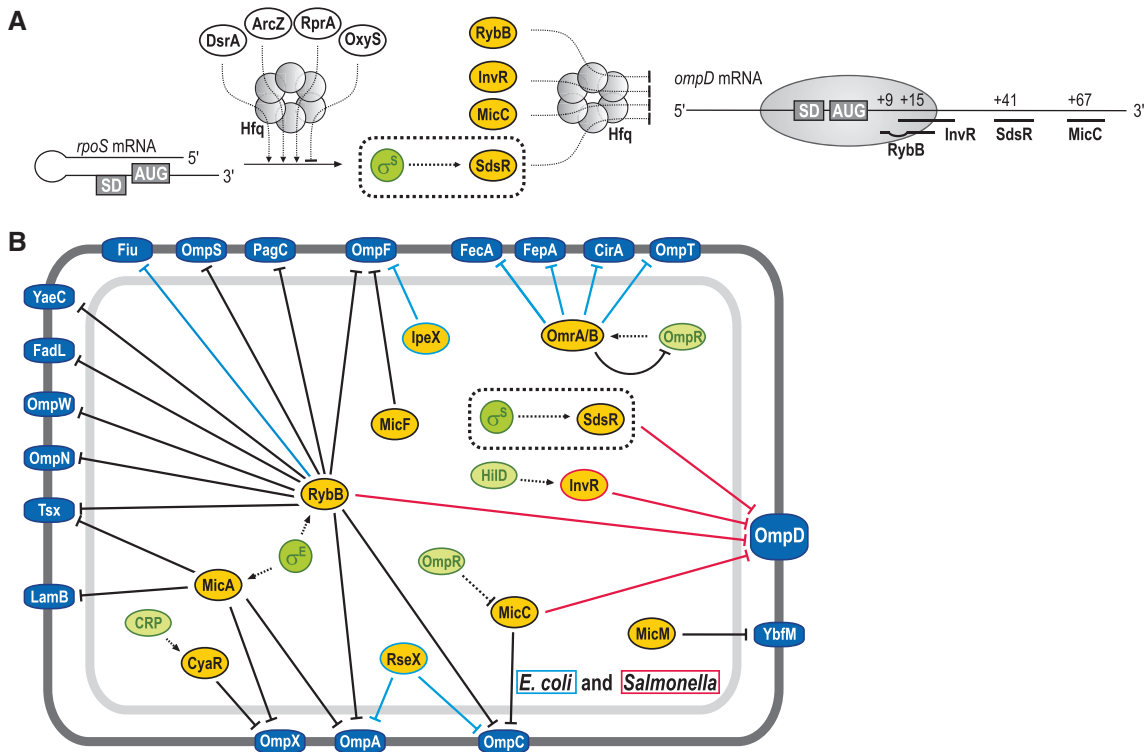 A
DsrA
ArcZ
RprA
OxyS
Hfq
rpoS mRNA
5'
3'
SD
AUG
RybB
InvR
MicC
σS
SdsR
Hfq
ompD mRNA
5'
SD
AUG
+9
+15
+41
+67
3'
RybB
InvR
SdsR
MicC
B
Fiu
OmpS
PagC
OmpF
FecA
FepA
CirA
OmpT
YaeC
FadL
OmpW
OmpN
Tsx
LamB
IpeX
OmrA/B
OmpR
MicF
σS
SdsR
HilD
InvR
RybB
OmpD
σE
MicA
OmpR
MicC
CRP
CyaR
RseX
MicM
YbfM
E. coli and Salmonella
OmpX
OmpA
OmpC